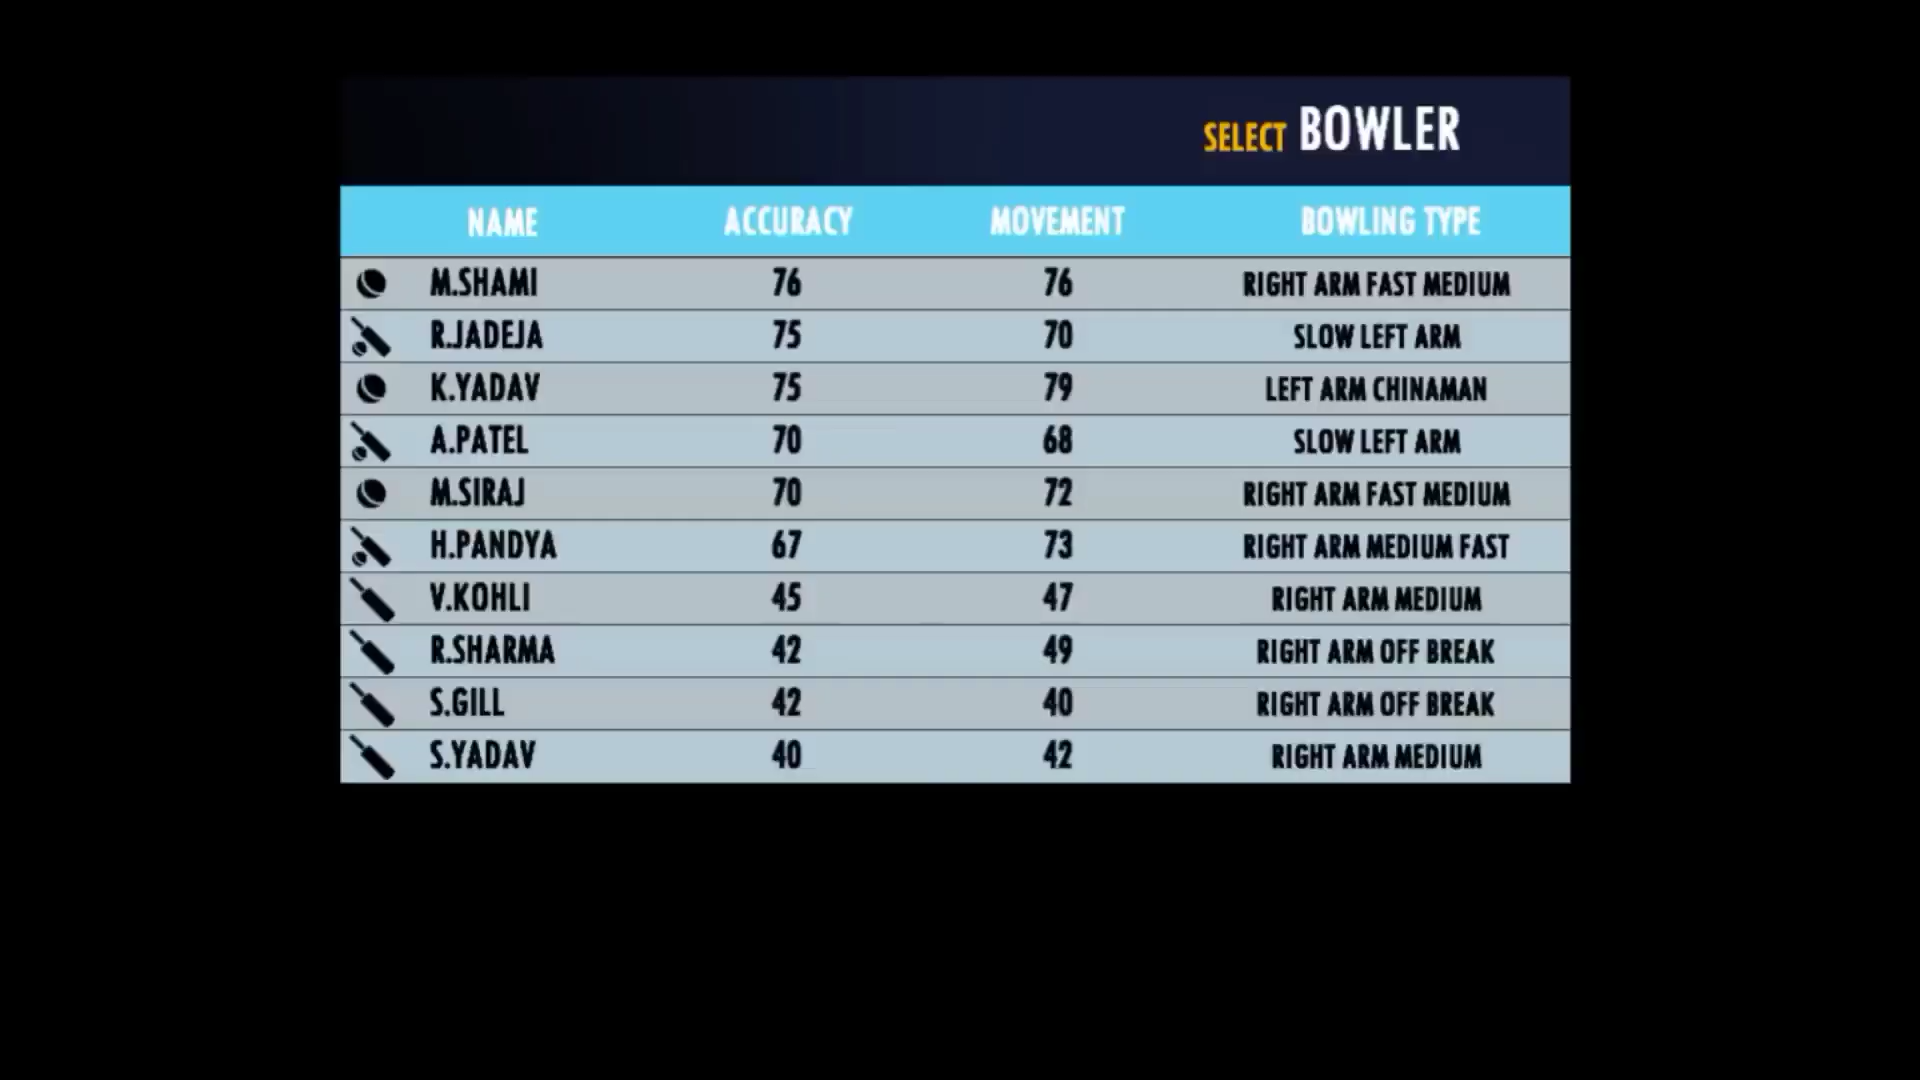 SELECT BOWLER
NAME ACCURACY MOVEMENT BOWLING TYPE
M.SHAMI 76 76 RIGHT ARM FAST MEDIUM
R.JADEJA 75 70 SLOW LEFT ARM
K.YADAV 75 79 LEFT ARM CHINAMAN
A.PATEL 70 68 SLOW LEFT ARM
M.SIRAJ 70 72 RIGHT ARM FAST MEDIUM
H.PANDYA 67 73 RIGHT ARM MEDIUM FAST
V.KOHLI 45 47 RIGHT ARM MEDIUM
R.SHARMA 42 49 RIGHT ARM OFF BREAK
S.GILL 42 40 RIGHT ARM OFF BREAK
S.YADAV 40 42 RIGHT ARM MEDIUM